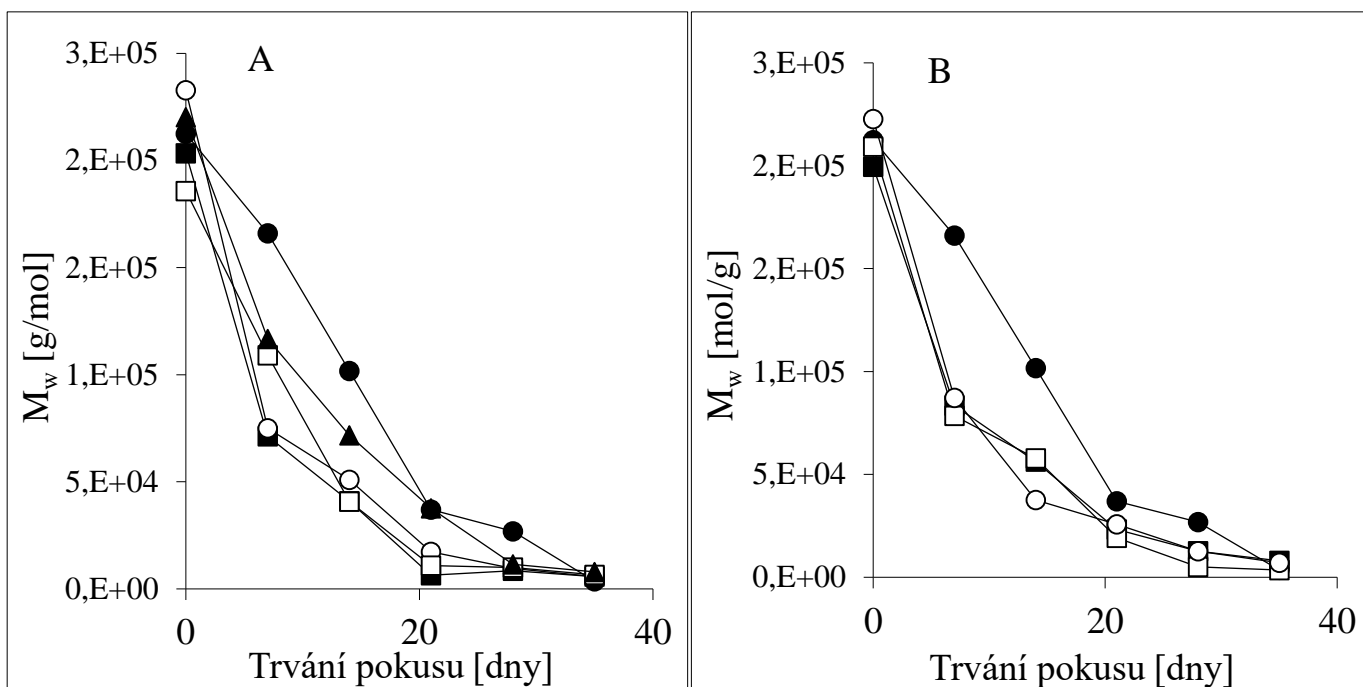 A
3,E+05
2,E+05
2,E+05
1,E+05
5,E+04
0,E+00
M_w [g/mol]
0 20 40
Trvání pokusu [dny]
B
3,E+05
2,E+05
2,E+05
1,E+05
5,E+04
0,E+00
M_w [mol/g]
0 20 40
Trvání pokusu [dny]